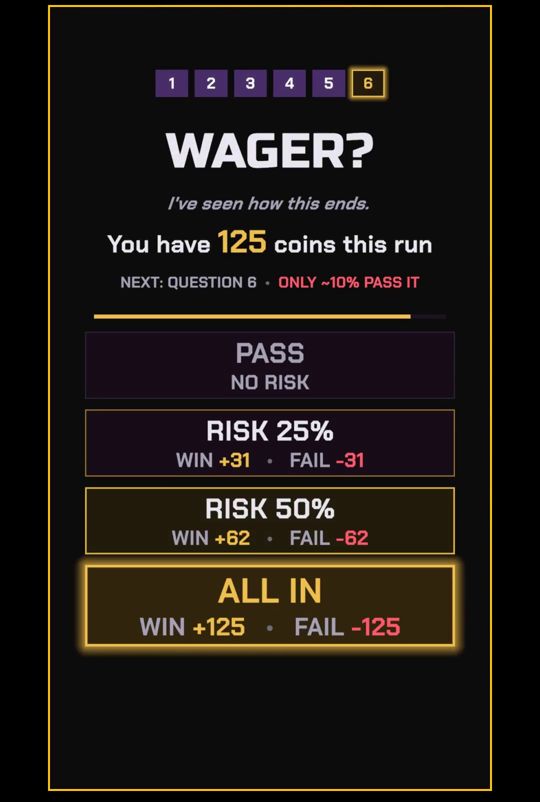 1 2 3 4 5 6
WAGER?
I've seen how this ends.
You have 125 coins this run
NEXT: QUESTION 6 • ONLY ~10% PASS IT
PASS
NO RISK
RISK 25%
WIN +31 • FAIL -31
RISK 50%
WIN +62 • FAIL -62
ALL IN
WIN +125 • FAIL -125